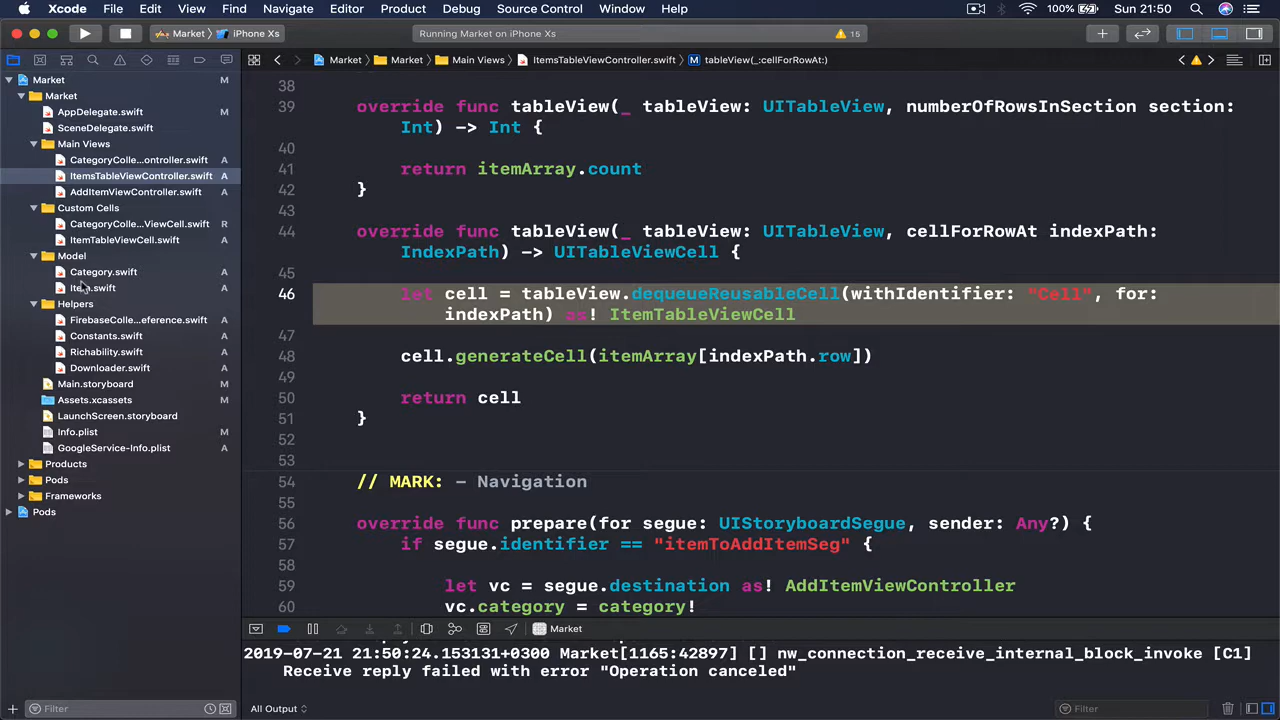 Xcode File Edit View Find Navigate Editor Product Debug Source Control Window Help 100% Sun 21:50
Market iPhone Xs Running Market on iPhone Xs 15
Market Market Main Views ItemsTableViewController.swift M tableView(_:cellForRowAt:)
Market M
Market
AppDelegate.swift M
SceneDelegate.swift
Main Views
CategoryColle...ontroller.swift A
ItemsTableViewController.swift A
AddItemViewController.swift A
Custom Cells
CategoryColle...ViewCell.swift R
ItemTableViewCell.swift A
Model
Category.swift A
Item.swift A
Helpers
FirebaseColle...eference.swift A
Constants.swift A
Richability.swift A
Downloader.swift A
Main.storyboard M
Assets.xcassets A
LaunchScreen.storyboard
Info.plist M
GoogleService-Info.plist A
Products
Pods
Frameworks
Pods
Filter
38
39 override func tableView(_ tableView: UITableView, numberOfRowsInSection section:
Int) -> Int {
40
41 return itemArray.count
42 }
43
44 override func tableView(_ tableView: UITableView, cellForRowAt indexPath:
IndexPath) -> UITableViewCell {
45
46 let cell = tableView.dequeueReusableCell(withIdentifier: "Cell", for:
indexPath) as! ItemTableViewCell
47
48 cell.generateCell(itemArray[indexPath.row])
49
50 return cell
51 }
52
53
54 // MARK: - Navigation
55
56 override func prepare(for segue: UIStoryboardSegue, sender: Any?) {
57 if segue.identifier == "itemToAddItemSeg" {
58
59 let vc = segue.destination as! AddItemViewController
60 vc.category = category!
Market
2019-07-21 21:50:24.153131+0300 Market[1165:42897] [] nw_connection_receive_internal_block_invoke [C1]
Receive reply failed with error "Operation canceled"
All Output Filter